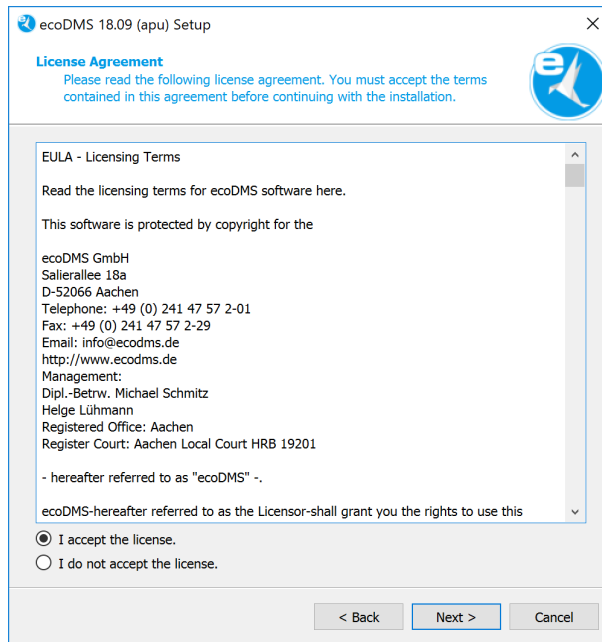 ecoDMS 18.09 (apu) Setup
License Agreement
Please read the following license agreement. You must accept the terms
contained in this agreement before continuing with the installation.
EULA - Licensing Terms
Read the licensing terms for ecoDMS software here.
This software is protected by copyright for the
ecoDMS GmbH
Salierallee 18a
D-52066 Aachen
Telephone: +49 (0) 241 47 57 2-01
Fax: +49 (0) 241 47 57 2-29
Email: info@ecodms.de
http://www.ecodms.de
Management:
Dipl.-Betrw. Michael Schmitz
Helge Lühmann
Registered Office: Aachen
Register Court: Aachen Local Court HRB 19201
- hereafter referred to as "ecoDMS" -.
ecoDMS-hereafter referred to as the Licensor-shall grant you the rights to use this
I accept the license.
I do not accept the license.
< Back
Next >
Cancel